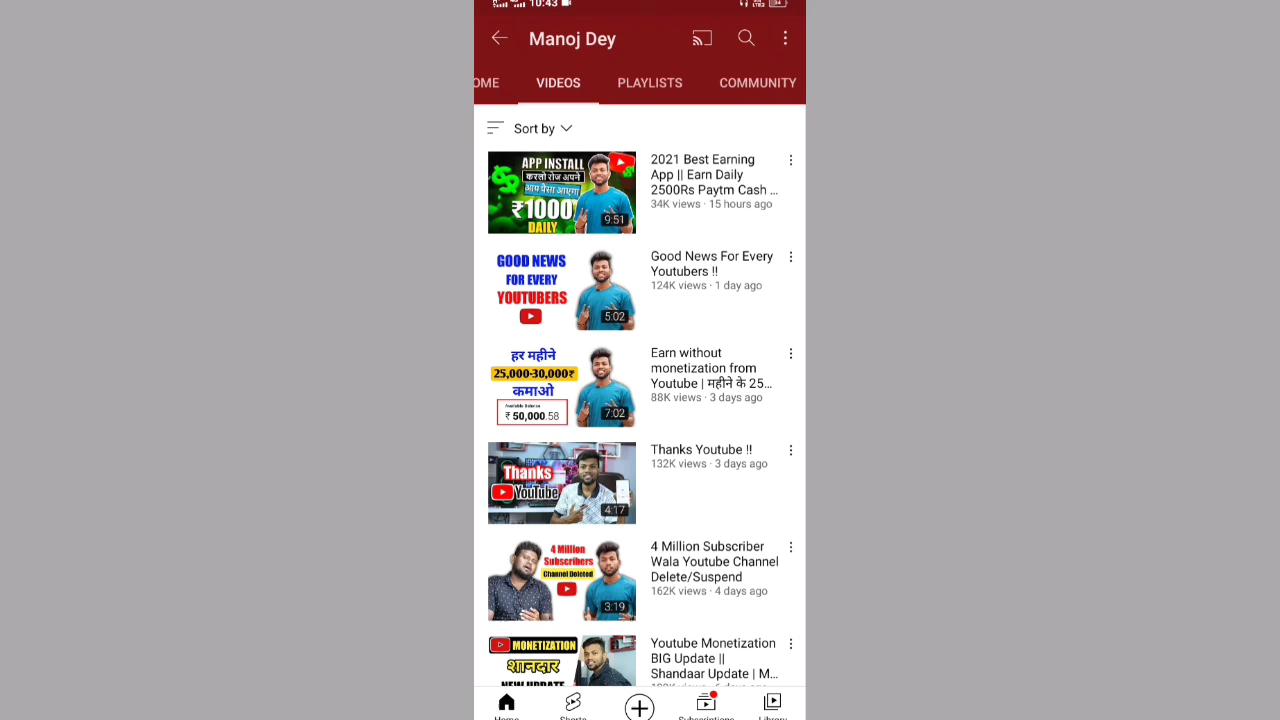 10:43
Manoj Dey
OME VIDEOS PLAYLISTS COMMUNITY
Sort by
APP INSTALL
करलो रोज अपने
आप पैसा आएगा
₹1000
DAILY
9:51
2021 Best Earning
App || Earn Daily
2500Rs Paytm Cash ...
34K views · 15 hours ago
GOOD NEWS
FOR EVERY
YOUTUBERS
5:02
Good News For Every
Youtubers !!
124K views · 1 day ago
हर महीने
25,000-30,000₹
कमाओ
Available Balance
₹ 50,000.58
7:02
Earn without
monetization from
Youtube | महीने के 25...
88K views · 3 days ago
Thanks
YouTube
4:17
Thanks Youtube !!
132K views · 3 days ago
4 Million
Subscribers
Channel Deleted
3:19
4 Million Subscriber
Wala Youtube Channel
Delete/Suspend
162K views · 4 days ago
MONETIZATION
शानदार
NEW UPDATE
Youtube Monetization
BIG Update ||
Shandaar Update | M...
Home Shorts Subscriptions Library